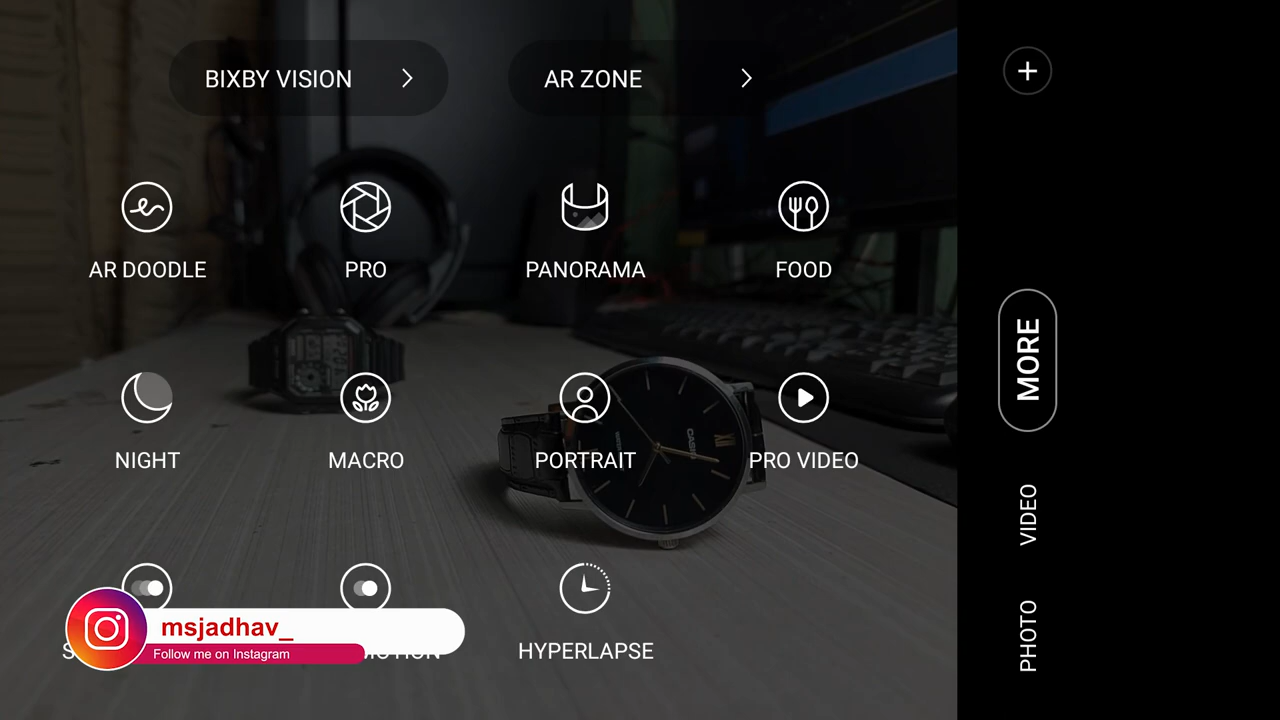 BIXBY VISION
AR ZONE
AR DOODLE
PRO
PANORAMA
FOOD
NIGHT
MACRO
PORTRAIT
PRO VIDEO
HYPERLAPSE
msjadhav_
Follow me on Instagram
MORE
VIDEO
PHOTO
CASIO